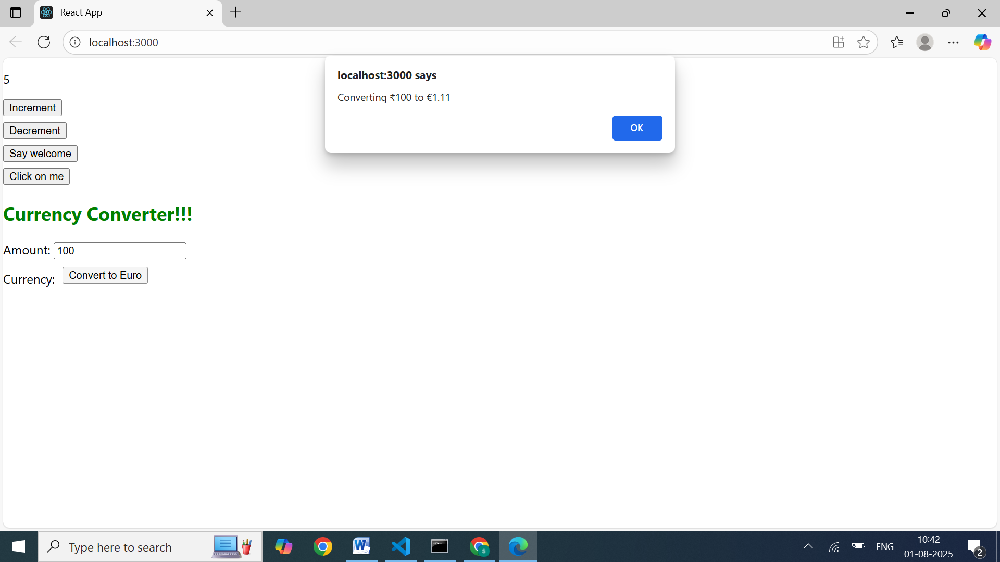 React App
localhost:3000
localhost:3000 says
Converting ₹100 to €1.11
OK
5
Increment
Decrement
Say welcome
Click on me
Currency Converter!!!
Amount: 100
Currency: Convert to Euro
Type here to search
ENG
10:42
01-08-2025
2